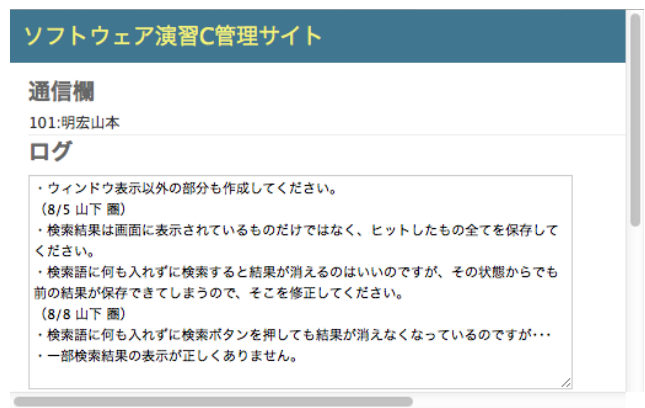 ソフトウェア演習C管理サイト
通信欄
101:明宏山本
ログ
・ウィンドウ表示以外の部分も作成してください。
（8/5 山下 圏）
・検索結果は画面に表示されているものだけではなく、ヒットしたもの全てを保存して
ください。
・検索語に何も入れずに検索すると結果が消えるのはいいのですが、その状態からでも
前の結果が保存できてしまうので、そこを修正してください。
（8/8 山下 圏）
・検索語に何も入れずに検索ボタンを押しても結果が消えなくなっているのですが･･･
・一部検索結果の表示が正しくありません。